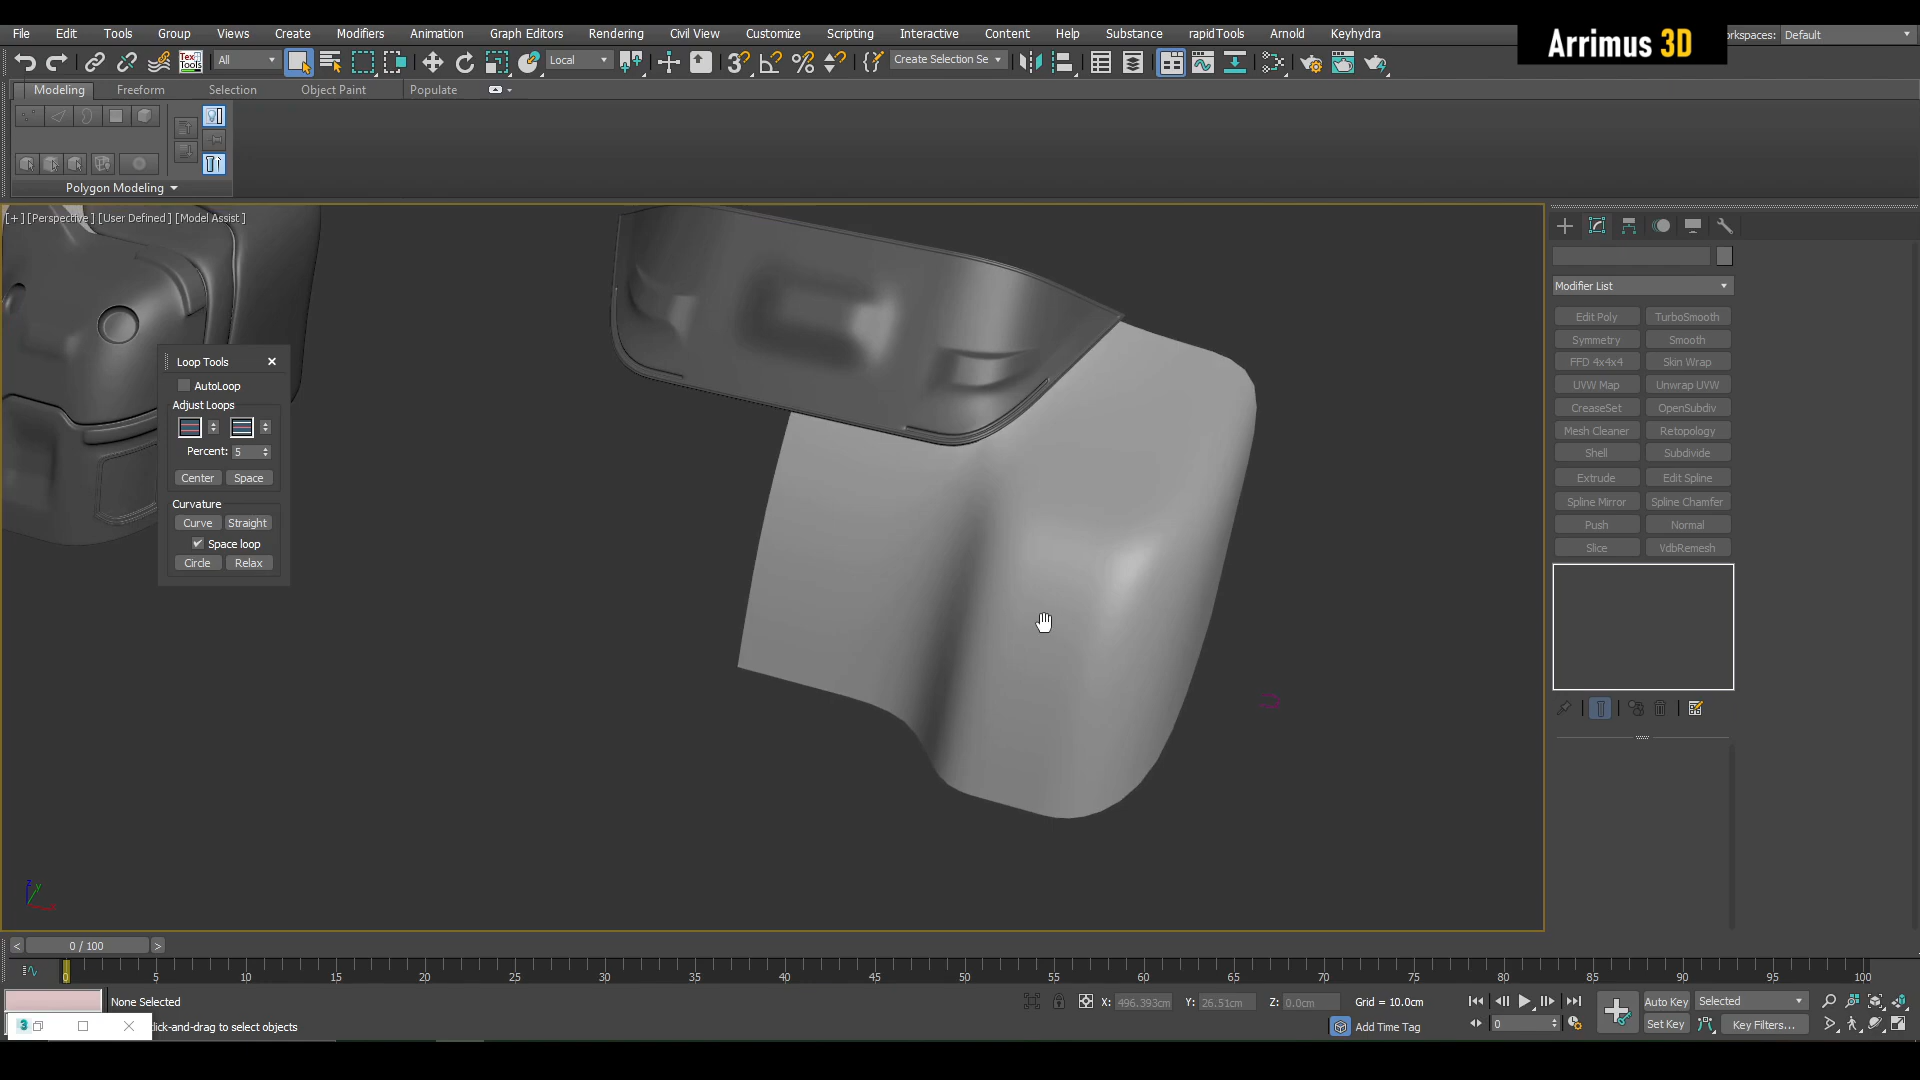 File Edit Tools Group Views Create Modifiers Animation Graph Editors Rendering Civil View Customize Scripting Interactive Content Help Substance rapidTools Arnold Keyhydra
Arrimus 3D
orkspaces: Default
All
Local
Create Selection Se
Modeling Freeform Selection Object Paint Populate
Polygon Modeling
[+] [Perspective] [User Defined] [Model Assist]
Loop Tools
AutoLoop
Adjust Loops
Percent: 5
Center Space
Curvature
Curve Straight
Space loop
Circle Relax
Modifier List
Edit Poly TurboSmooth
Symmetry Smooth
FFD 4x4x4 Skin Wrap
UVW Map Unwrap UVW
CreaseSet OpenSubdiv
Mesh Cleaner Retopology
Shell Subdivide
Extrude Edit Spline
Spline Mirror Spline Chamfer
Push Normal
Slice VdbRemesh
z y x
< 0 / 100 >
0 5 10 15 20 25 30 35 40 45 50 55 60 65 70 75 80 85 90 95 100
None Selected
X: 496.393cm Y: 26.51cm Z: 0.0cm Grid = 10.0cm
Auto Key Selected
3
lick-and-drag to select objects
Add Time Tag
0
Set Key Key Filters...